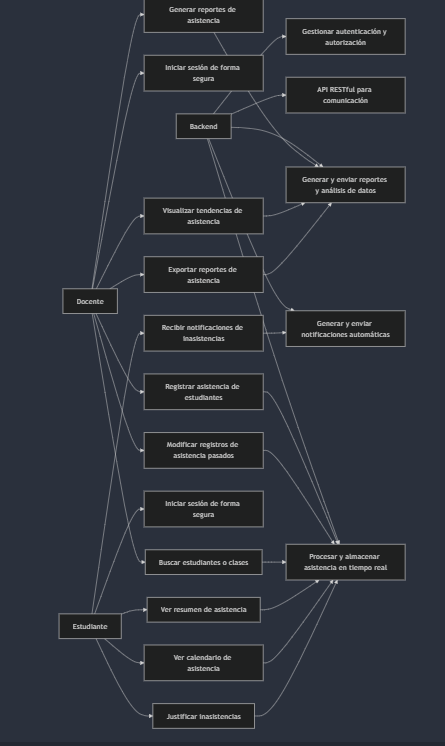 Generar reportes de
asistencia
Gestionar autenticación y
autorización
Iniciar sesión de forma
segura
API RESTful para
comunicación
Backend
Generar y enviar reportes
y análisis de datos
Visualizar tendencias de
asistencia
Exportar reportes de
asistencia
Docente
Recibir notificaciones de
inasistencias
Generar y enviar
notificaciones automáticas
Registrar asistencia de
estudiantes
Modificar registros de
asistencia pasados
Iniciar sesión de forma
segura
Buscar estudiantes o clases
Procesar y almacenar
asistencia en tiempo real
Ver resumen de asistencia
Estudiante
Ver calendario de
asistencia
Justificar inasistencias